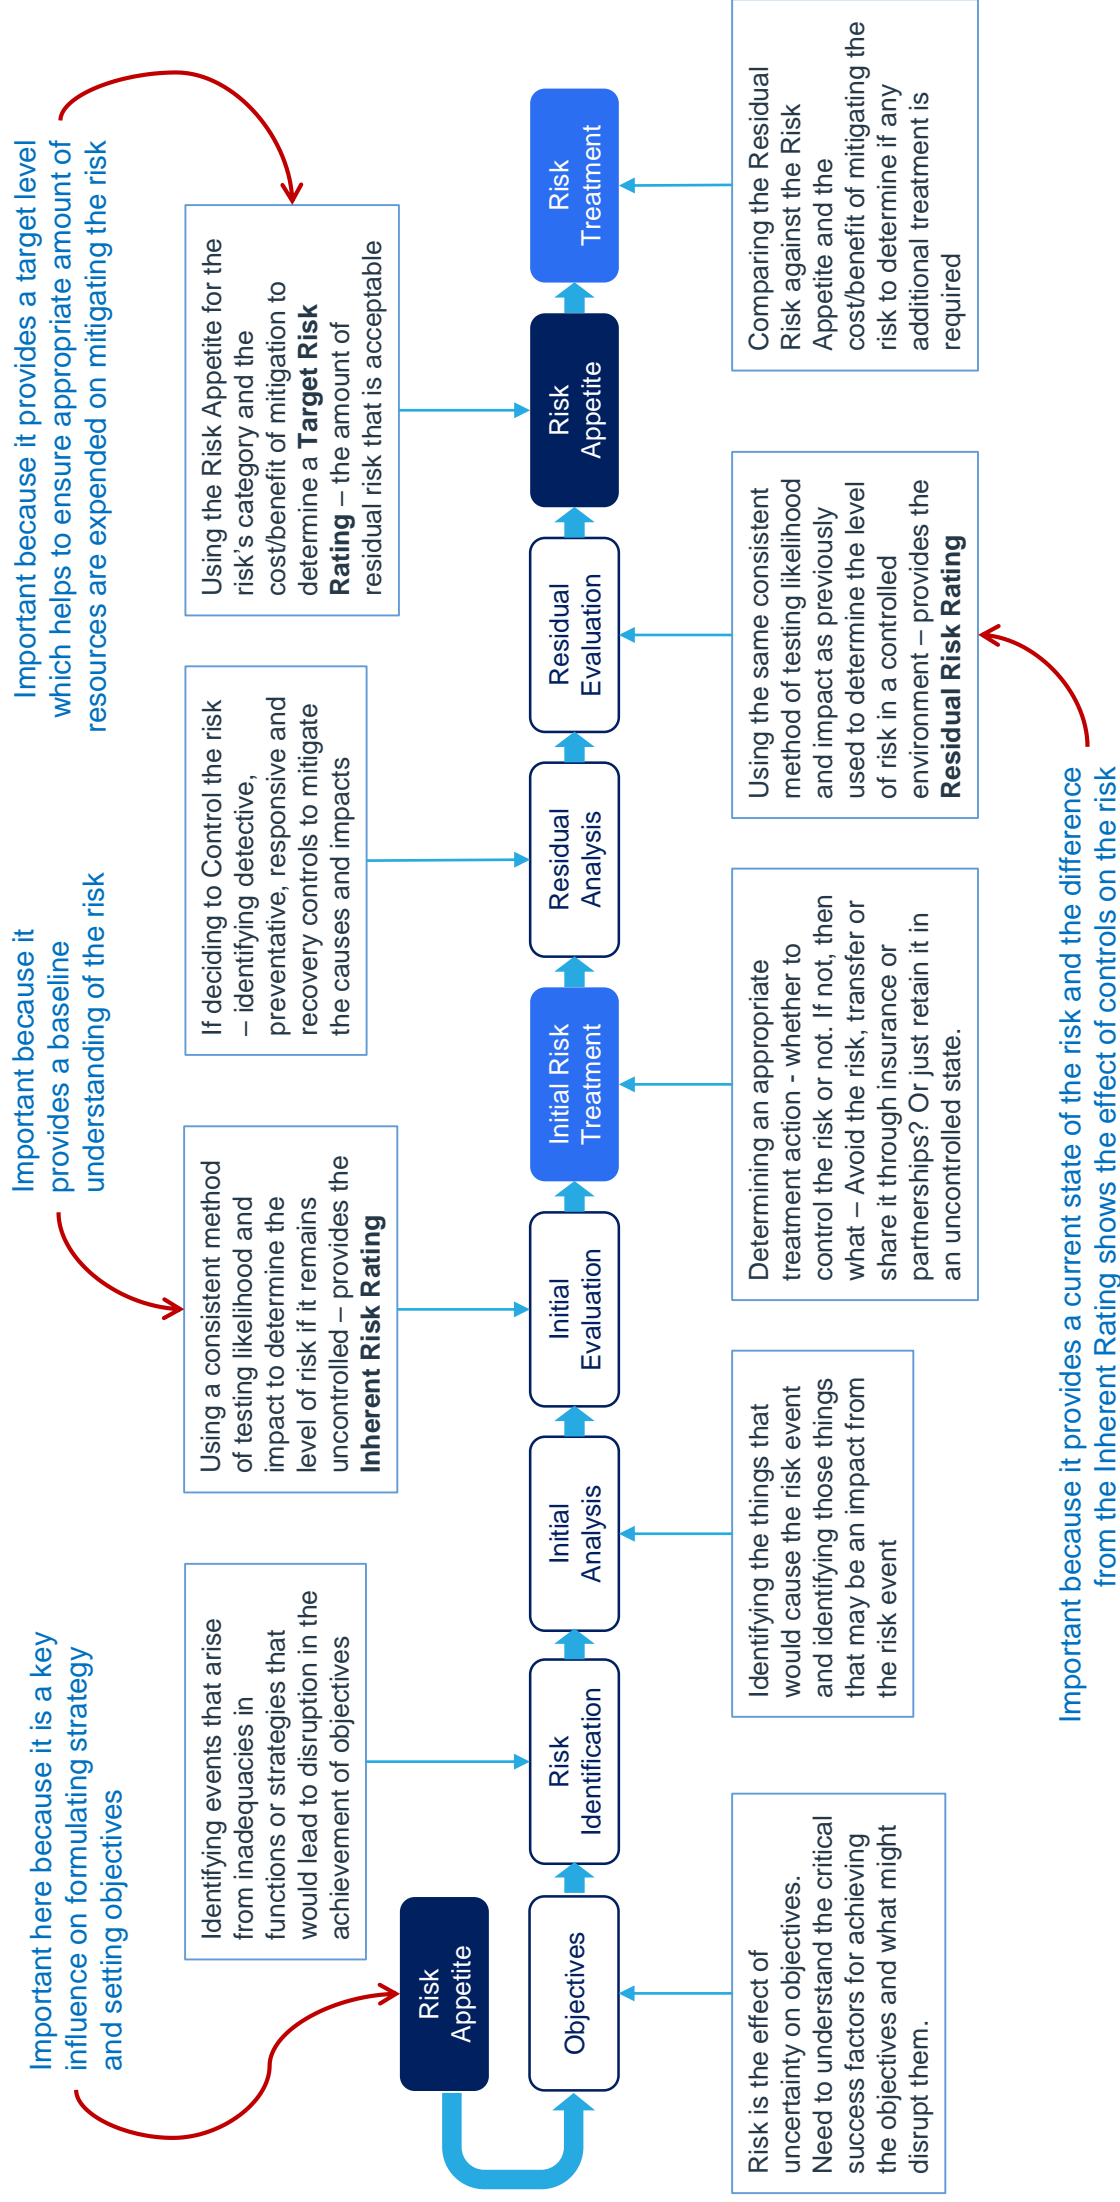 Important here because it is a key
influence on formulating strategy
and setting objectives
Important because it
provides a baseline
understanding of the risk
Important because it provides a target level
which helps to ensure appropriate amount of
resources are expended on mitigating the risk
Identifying events that arise
from inadequacies in
functions or strategies that
would lead to disruption in the
achievement of objectives
Using a consistent method
of testing likelihood and
impact to determine the
level of risk if it remains
uncontrolled – provides the
Inherent Risk Rating
If deciding to Control the risk
– identifying detective,
preventative, responsive and
recovery controls to mitigate
the causes and impacts
Using the Risk Appetite for the
risk's category and the
cost/benefit of mitigation to
determine a Target Risk
Rating – the amount of
residual risk that is acceptable
Risk
Appetite
Objectives
Risk
Identification
Initial
Analysis
Initial
Evaluation
Initial Risk
Treatment
Residual
Analysis
Residual
Evaluation
Risk
Appetite
Risk
Treatment
Risk is the effect of
uncertainty on objectives.
Need to understand the critical
success factors for achieving
the objectives and what might
disrupt them.
Identifying the things that
would cause the risk event
and identifying those things
that may be an impact from
the risk event
Determining an appropriate
treatment action - whether to
control the risk or not. If not, then
what – Avoid the risk, transfer or
share it through insurance or
partnerships? Or just retain it in
an uncontrolled state.
Using the same consistent
method of testing likelihood
and impact as previously
used to determine the level
of risk in a controlled
environment – provides the
Residual Risk Rating
Comparing the Residual
Risk against the Risk
Appetite and the
cost/benefit of mitigating the
risk to determine if any
additional treatment is
required
Important because it provides a current state of the risk and the difference
from the Inherent Rating shows the effect of controls on the risk